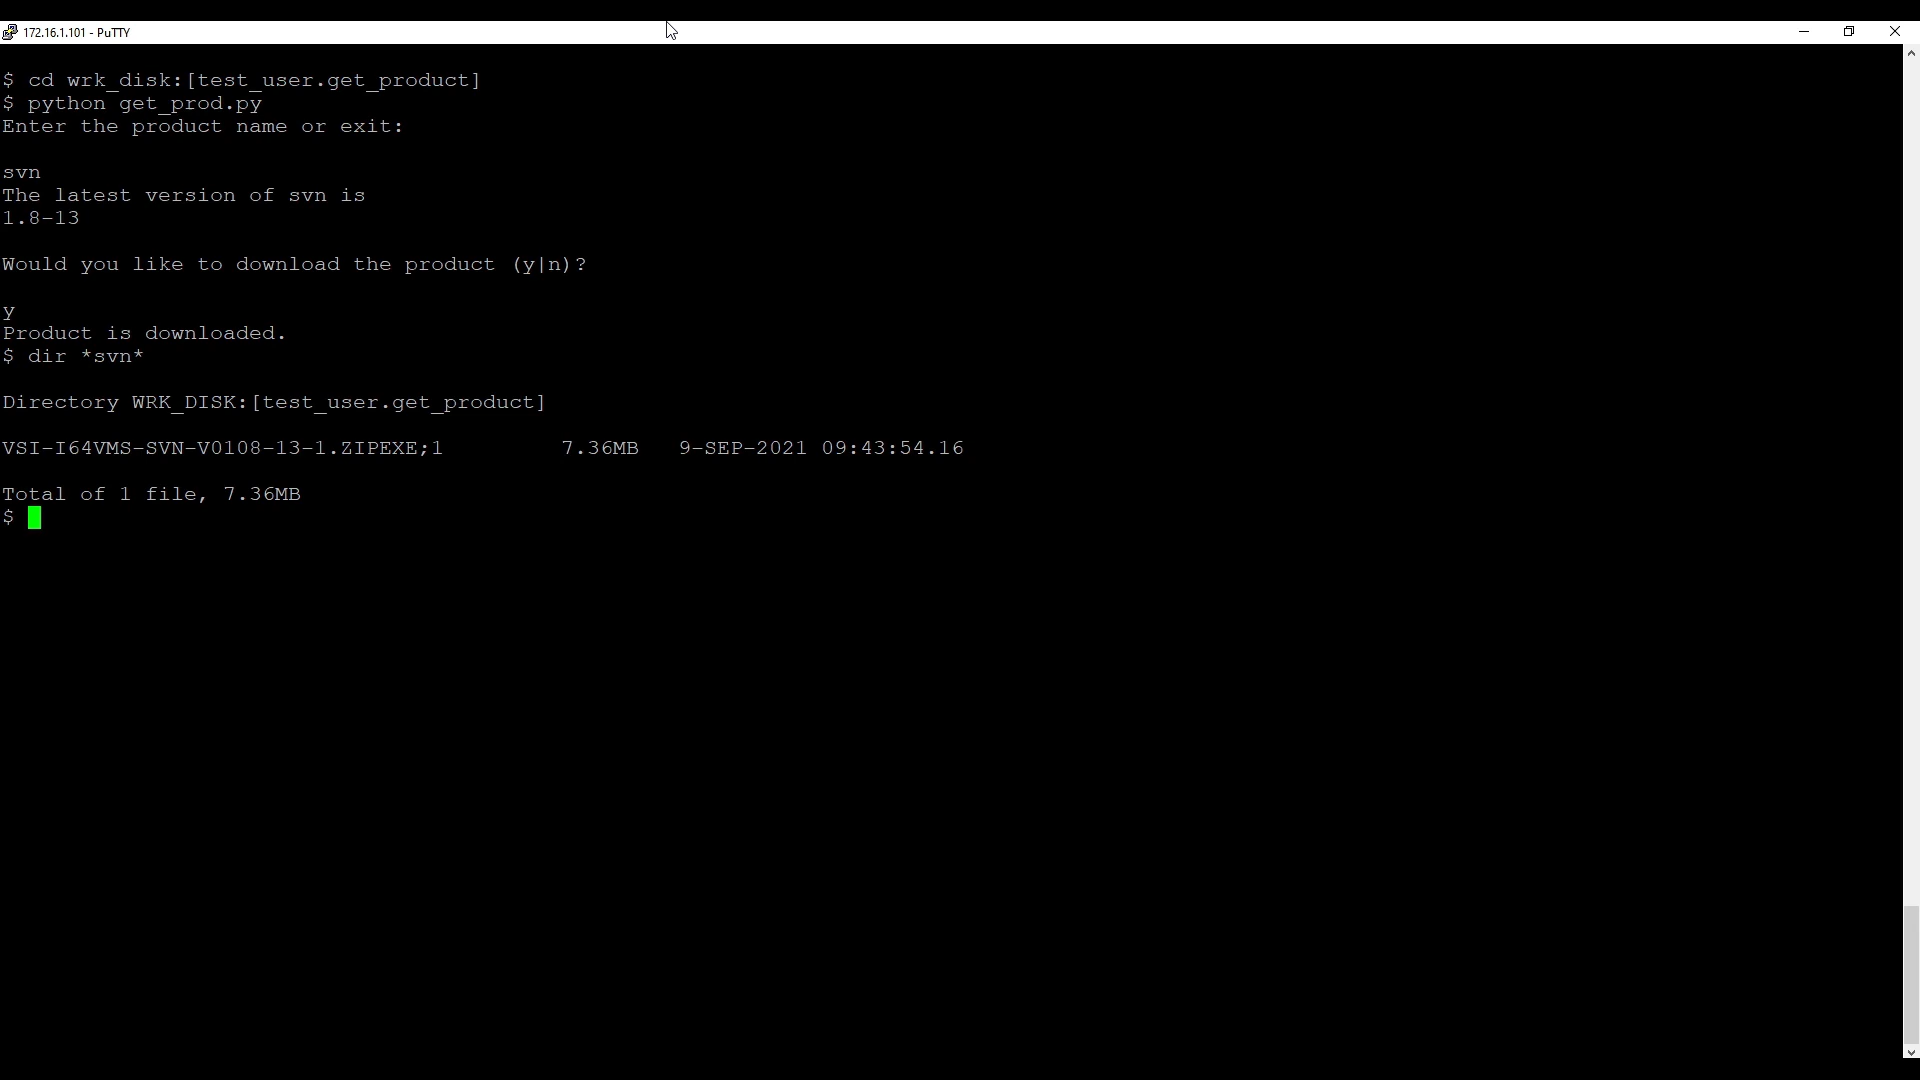 172.16.1.101 - PuTTY
$ cd wrk_disk:[test_user.get_product]
$ python get_prod.py
Enter the product name or exit:
svn
The latest version of svn is
1.8-13
Would you like to download the product (y|n)?
y
Product is downloaded.
$ dir *svn*
Directory WRK_DISK:[test_user.get_product]
VSI-I64VMS-SVN-V0108-13-1.ZIPEXE;1 7.36MB 9-SEP-2021 09:43:54.16
Total of 1 file, 7.36MB
$